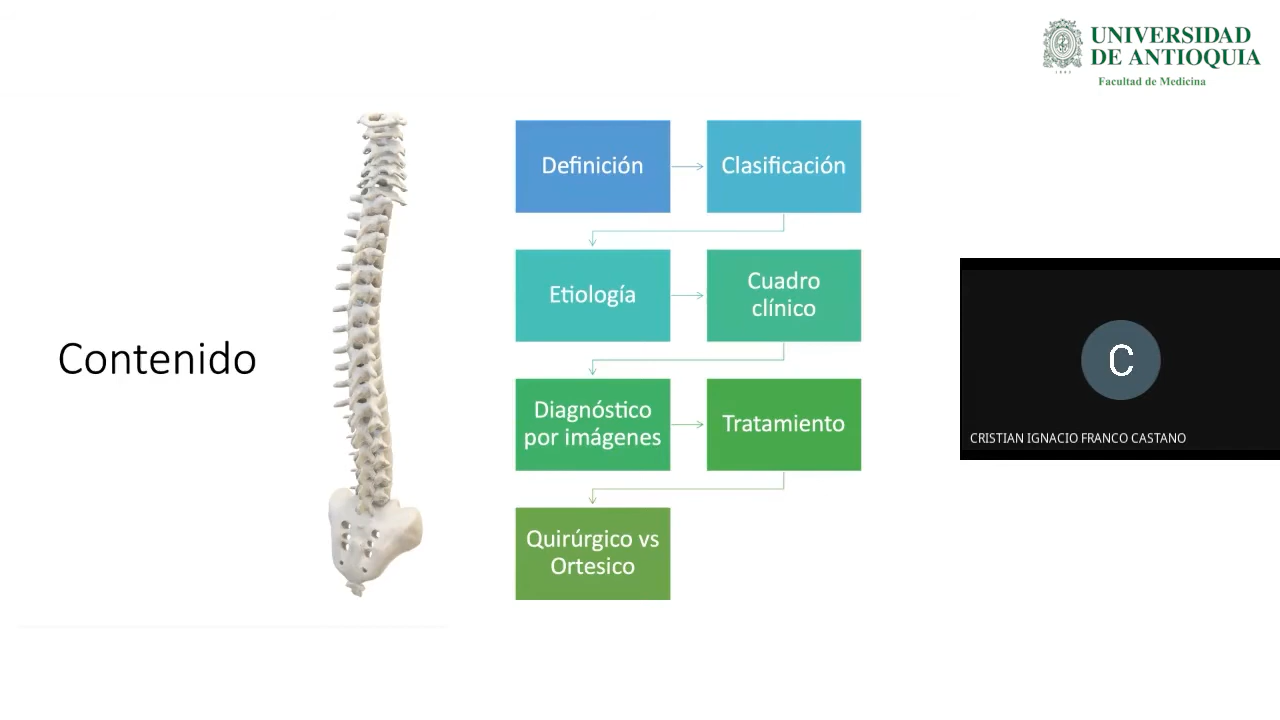 UNIVERSIDAD
DE ANTIOQUIA
1803
Facultad de Medicina
Contenido
Definición
Clasificación
Etiología
Cuadro
clínico
Diagnóstico
por imágenes
Tratamiento
Quirúrgico vs
Ortesico
C
CRISTIAN IGNACIO FRANCO CASTANO